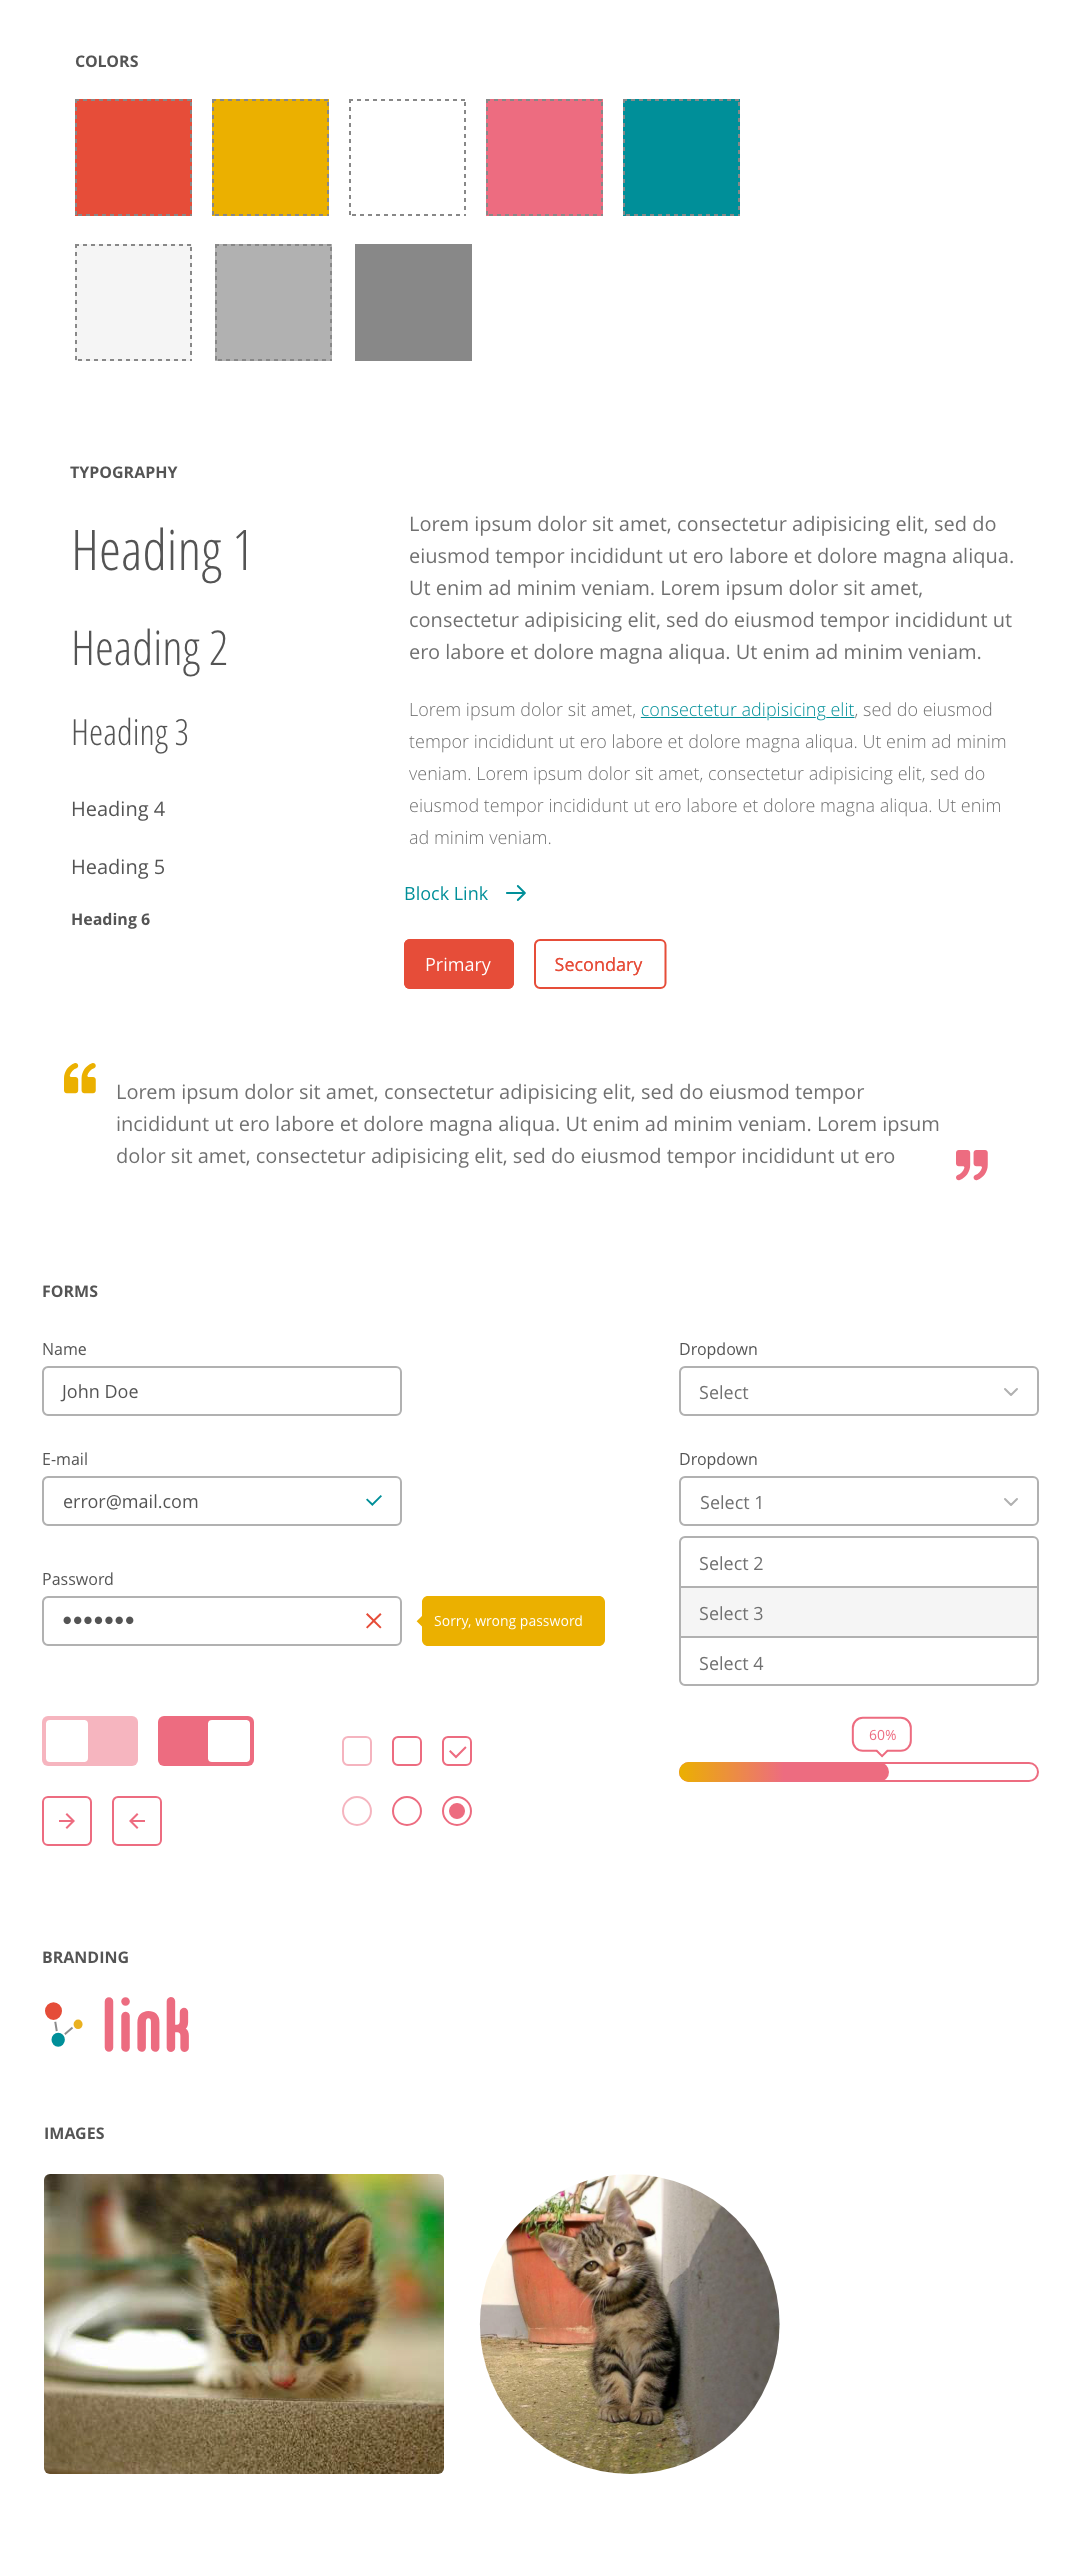 COLORS
TYPOGRAPHY
Heading 1
Heading 2
Heading 3
Heading 4
Heading 5
Heading 6
Lorem ipsum dolor sit amet, consectetur adipisicing elit, sed do
eiusmod tempor incididunt ut ero labore et dolore magna aliqua.
Ut enim ad minim veniam. Lorem ipsum dolor sit amet,
consectetur adipisicing elit, sed do eiusmod tempor incididunt ut
ero labore et dolore magna aliqua. Ut enim ad minim veniam.
Lorem ipsum dolor sit amet, consectetur adipisicing elit, sed do eiusmod
tempor incididunt ut ero labore et dolore magna aliqua. Ut enim ad minim
veniam. Lorem ipsum dolor sit amet, consectetur adipisicing elit, sed do
eiusmod tempor incididunt ut ero labore et dolore magna aliqua. Ut enim
ad minim veniam.
Block Link →
Primary
Secondary
“
Lorem ipsum dolor sit amet, consectetur adipisicing elit, sed do eiusmod tempor
incididunt ut ero labore et dolore magna aliqua. Ut enim ad minim veniam. Lorem ipsum
dolor sit amet, consectetur adipisicing elit, sed do eiusmod tempor incididunt ut ero
”
FORMS
Name
John Doe
E-mail
error@mail.com
Password
•••••••
Sorry, wrong password
Dropdown
Select
Dropdown
Select 1
Select 2
Select 3
Select 4
60%
BRANDING
link
IMAGES